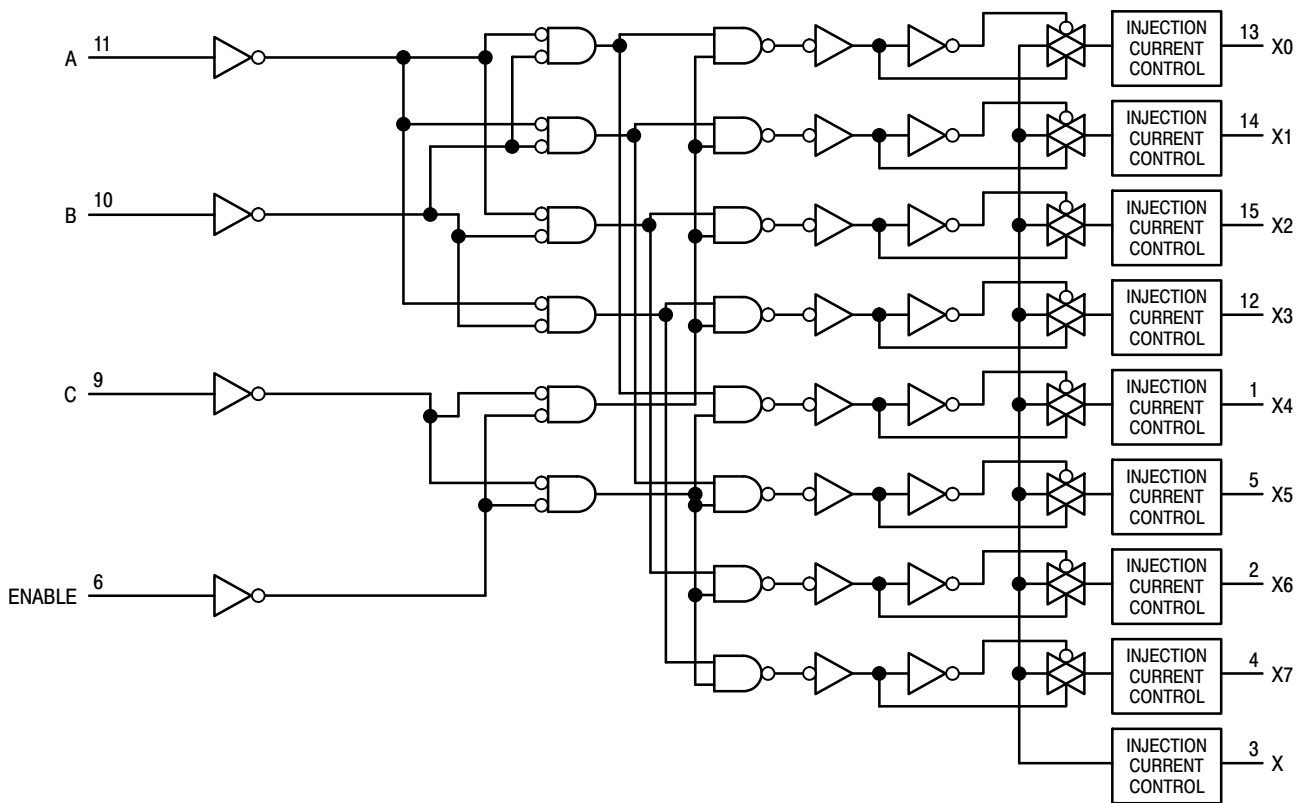 A 11
INJECTION
CURRENT
CONTROL
13 X0
INJECTION
CURRENT
CONTROL
14 X1
B 10
INJECTION
CURRENT
CONTROL
15 X2
INJECTION
CURRENT
CONTROL
12 X3
C 9
INJECTION
CURRENT
CONTROL
1 X4
INJECTION
CURRENT
CONTROL
5 X5
ENABLE 6
INJECTION
CURRENT
CONTROL
2 X6
INJECTION
CURRENT
CONTROL
4 X7
INJECTION
CURRENT
CONTROL
3 X